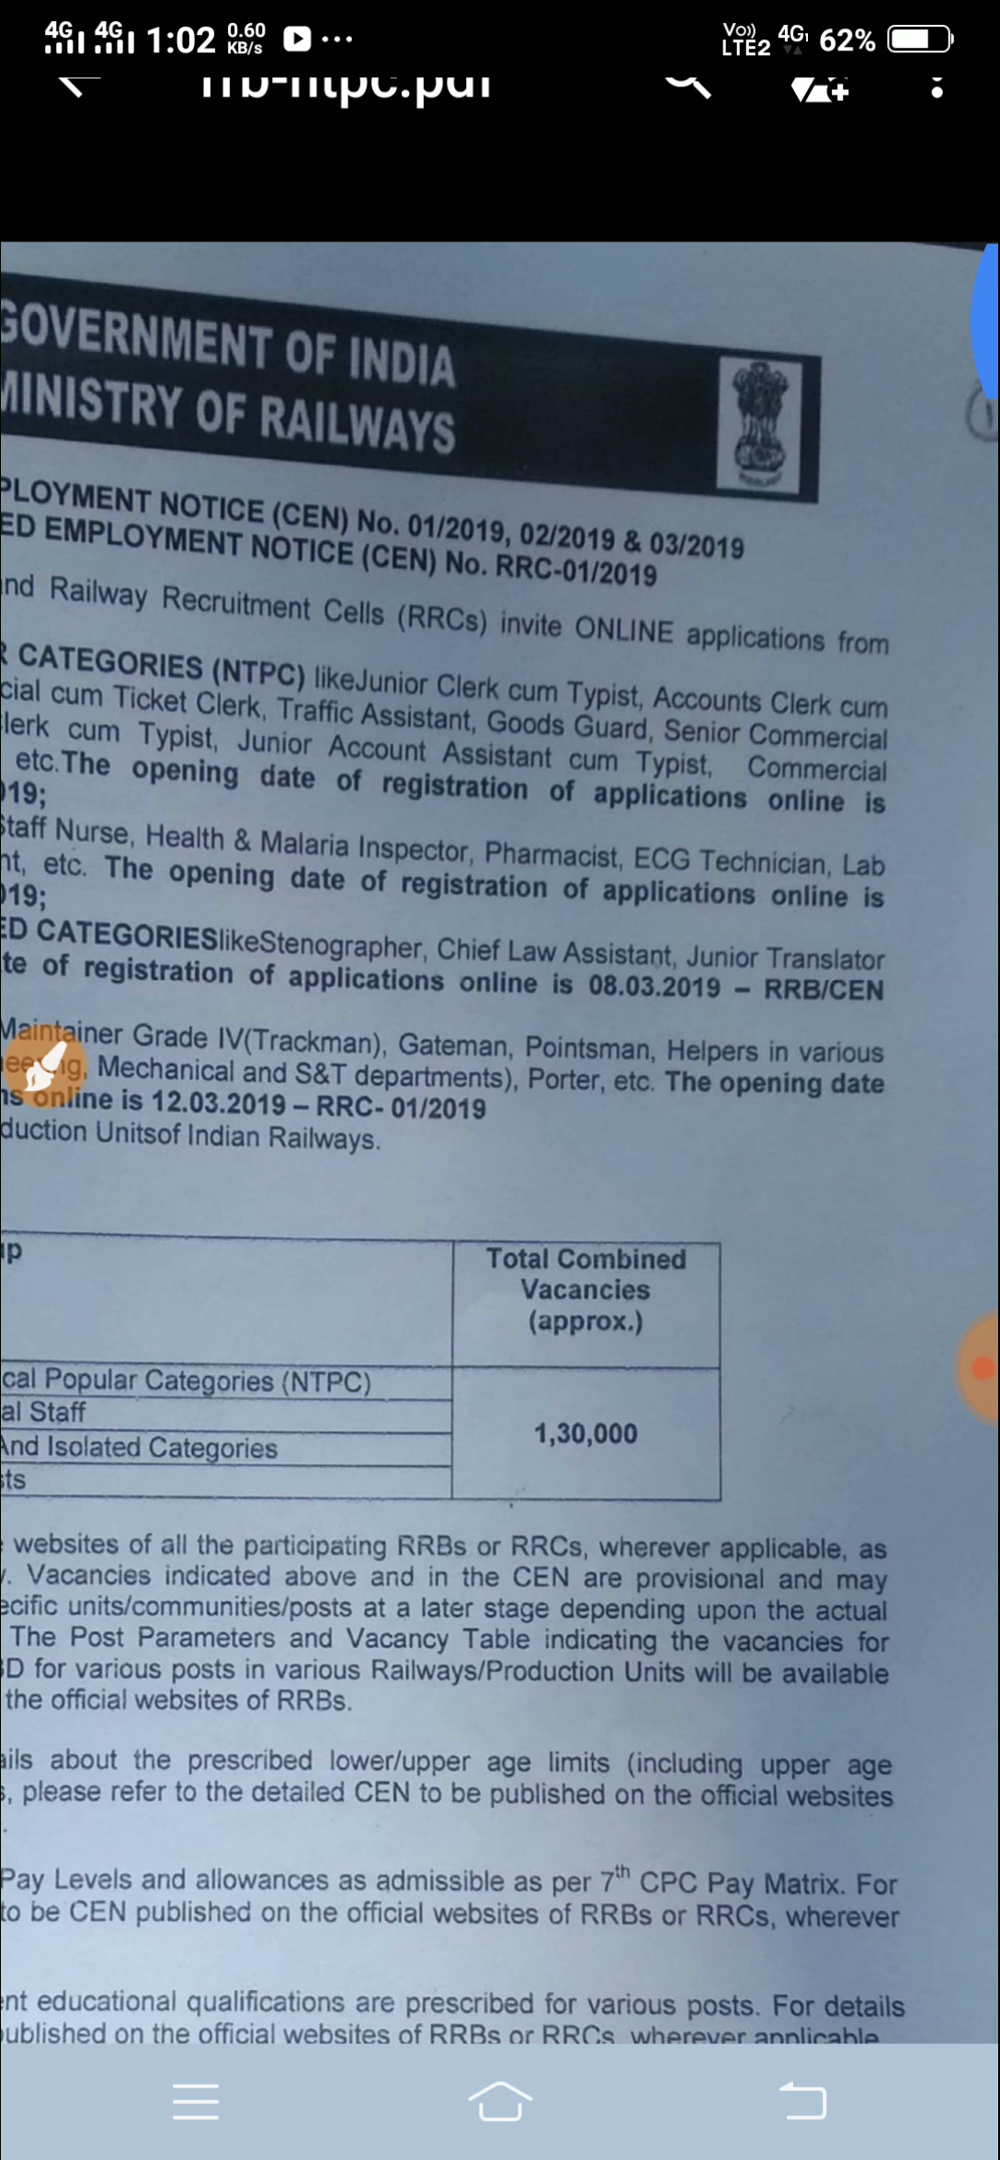 4G 4G 1:02 0.60 KB/s ... Vo)) LTE2 4G 62%
rrb-ntpc.pdf
GOVERNMENT OF INDIA
MINISTRY OF RAILWAYS
PLOYMENT NOTICE (CEN) No. 01/2019, 02/2019 & 03/2019
ED EMPLOYMENT NOTICE (CEN) No. RRC-01/2019
and Railway Recruitment Cells (RRCs) invite ONLINE applications from
R CATEGORIES (NTPC) likeJunior Clerk cum Typist, Accounts Clerk cum
cial cum Ticket Clerk, Traffic Assistant, Goods Guard, Senior Commercial
Clerk cum Typist, Junior Account Assistant cum Typist, Commercial
etc.The opening date of registration of applications online is
019;
Staff Nurse, Health & Malaria Inspector, Pharmacist, ECG Technician, Lab
nt, etc. The opening date of registration of applications online is
019;
ED CATEGORIESlikeStenographer, Chief Law Assistant, Junior Translator
te of registration of applications online is 08.03.2019 – RRB/CEN
Maintainer Grade IV(Trackman), Gateman, Pointsman, Helpers in various
Mechanical and S&T departments), Porter, etc. The opening date
ns online is 12.03.2019 – RRC- 01/2019
duction Unitsof Indian Railways.
up
Total Combined
Vacancies
(approx.)
cal Popular Categories (NTPC)
al Staff
And Isolated Categories
sts
1,30,000
websites of all the participating RRBs or RRCs, wherever applicable, as
. Vacancies indicated above and in the CEN are provisional and may
ecific units/communities/posts at a later stage depending upon the actual
The Post Parameters and Vacancy Table indicating the vacancies for
D for various posts in various Railways/Production Units will be available
the official websites of RRBs.
ails about the prescribed lower/upper age limits (including upper age
s, please refer to the detailed CEN to be published on the official websites
.
Pay Levels and allowances as admissible as per 7th CPC Pay Matrix. For
to be CEN published on the official websites of RRBs or RRCs, wherever
ent educational qualifications are prescribed for various posts. For details
published on the official websites of RRBs or RRCs, wherever applicable